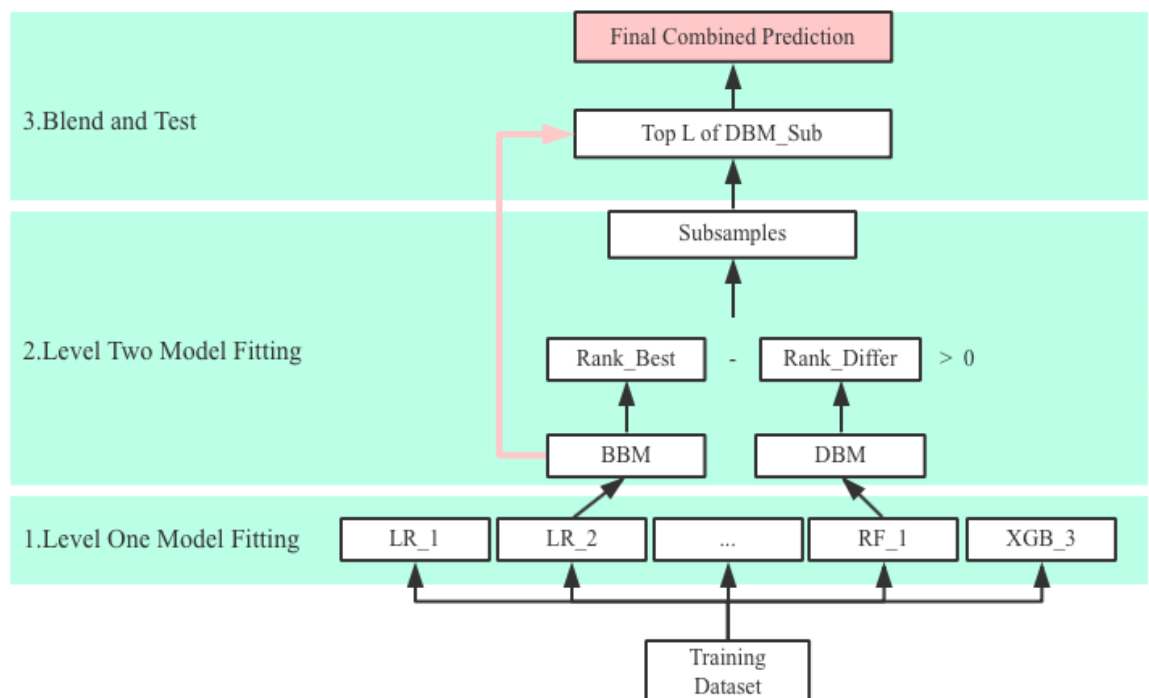 Final Combined Prediction
3.Blend and Test
Top L of DBM_Sub
Subsamples
2.Level Two Model Fitting
Rank_Best - Rank_Differ > 0
BBM DBM
1.Level One Model Fitting
LR_1 LR_2 ... RF_1 XGB_3
Training
Dataset